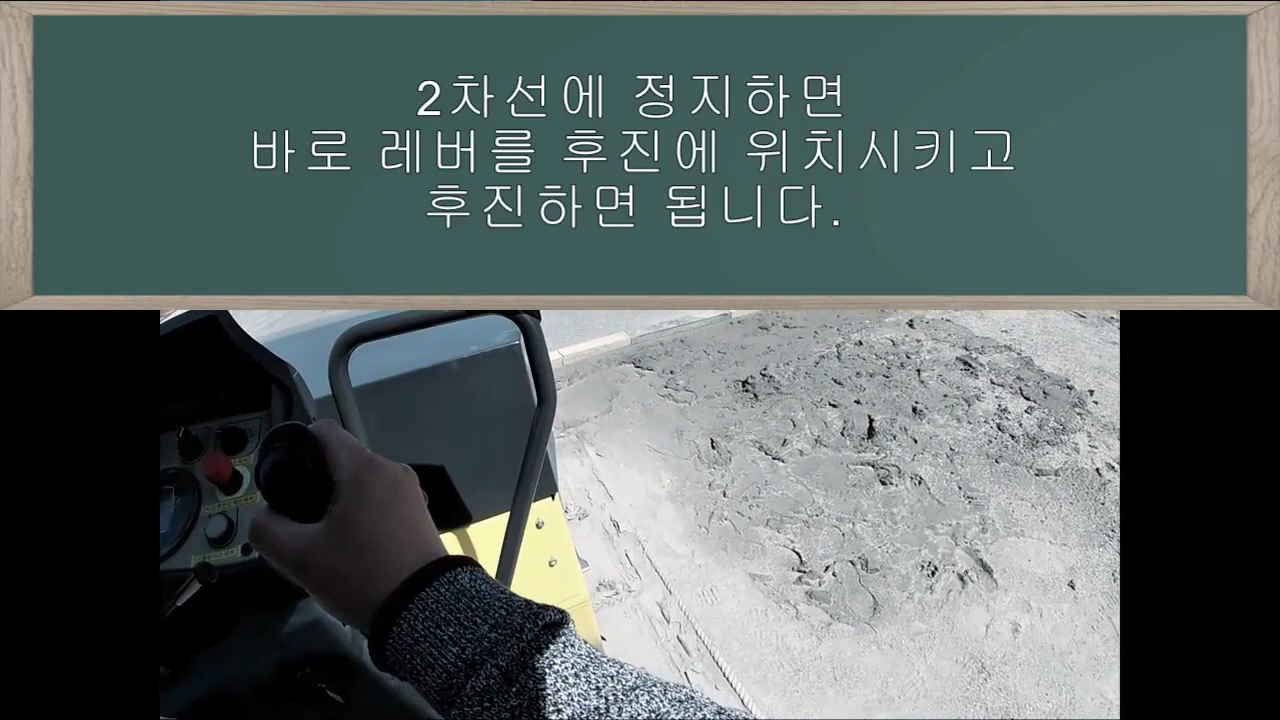 2차선에 정지하면
바로 레버를 후진에 위치시키고
후진하면 됩니다.